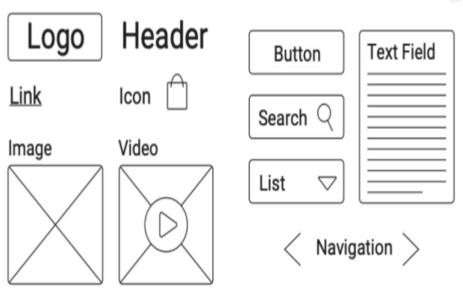 Logo
Header
Link
Icon
Image
Video
Button
Text Field
Search
List
Navigation